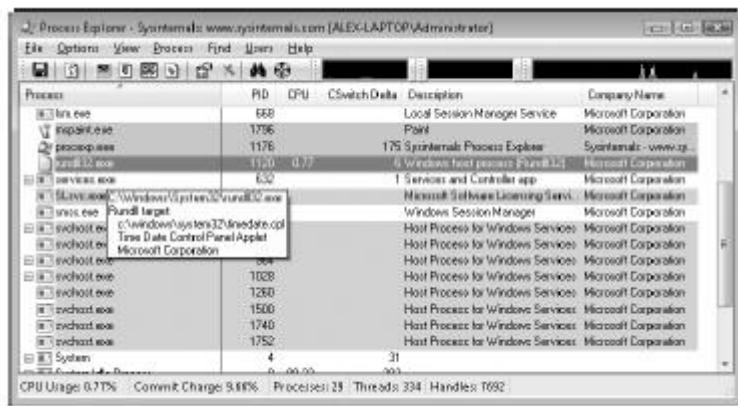 Process Explorer - Sysinternals: www.sysinternals.com [ALEX-LAPTOP\Administrator]
File Options View Process Find Users Help
Process PID CPU CSwitch Delta Description Company Name
lsm.exe 668 Local Session Manager Service Microsoft Corporation
mspaint.exe 1796 Paint Microsoft Corporation
procexp.exe 1176 175 Sysinternals Process Explorer Sysinternals - www.sy...
rundll32.exe 1120 0.77 6 Windows host process (Rundll32) Microsoft Corporation
services.exe 632 1 Services and Controller app Microsoft Corporation
SLsvc.exe Microsoft Software Licensing Servi... Microsoft Corporation
smss.exe Windows Session Manager Microsoft Corporation
C:\Windows\System32\rundll32.exe
Rundll target:
c:\windows\system32\timedate.cpl
Time Date Control Panel Applet
Microsoft Corporation
svchost.exe Host Process for Windows Services Microsoft Corporation
svchost.exe Host Process for Windows Services Microsoft Corporation
svchost.exe Host Process for Windows Services Microsoft Corporation
svchost.exe 1028 Host Process for Windows Services Microsoft Corporation
svchost.exe 1260 Host Process for Windows Services Microsoft Corporation
svchost.exe 1500 Host Process for Windows Services Microsoft Corporation
svchost.exe 1740 Host Process for Windows Services Microsoft Corporation
svchost.exe 1752 Host Process for Windows Services Microsoft Corporation
System 4 31
CPU Usage: 0.77% Commit Charge: 9.66% Processes: 29 Threads: 334 Handles: 7692